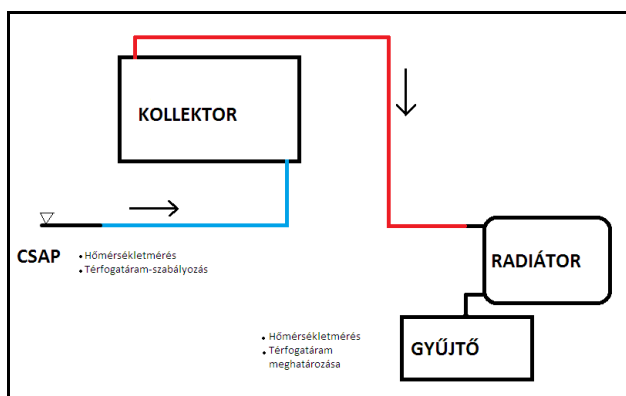 KOLLEKTOR
CSAP
• Hőmérsékletmérés
• Térfogatáram-szabályozás
RADIÁTOR
GYŰJTŐ
• Hőmérsékletmérés
• Térfogatáram
meghatározása